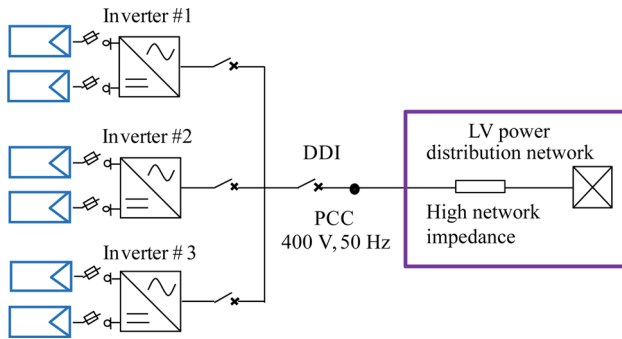 Inverter #1
Inverter #2
Inverter # 3
DDI
PCC
400 V, 50 Hz
LV power
distribution network
High network
impedance